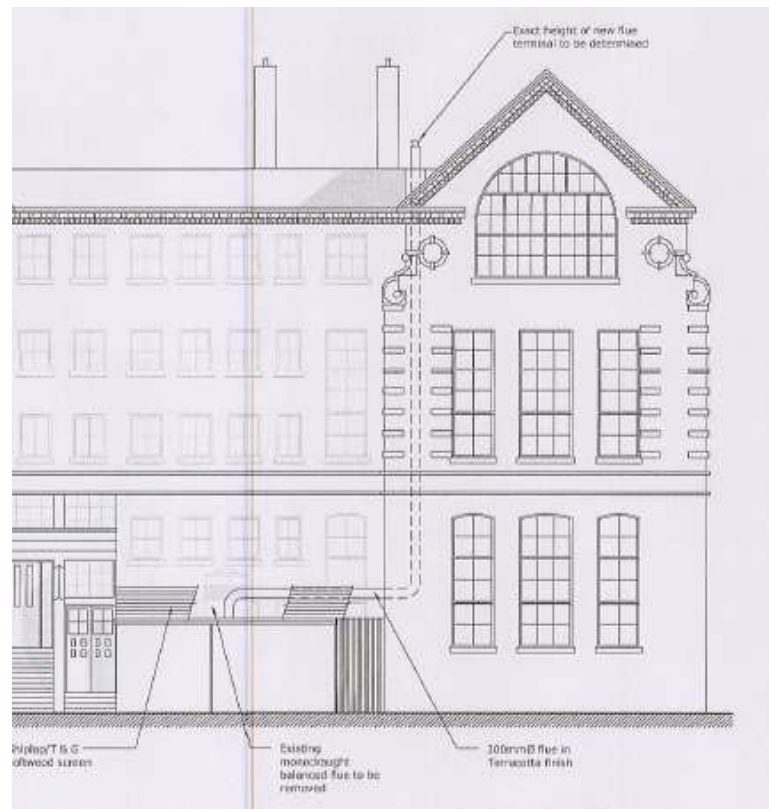 Exact height of new flue
terminal to be determined
Shiplap/T & G
softwood screen
Existing
monodraught
balanced flue to be
removed
300mmØ flue in
Terracotta finish